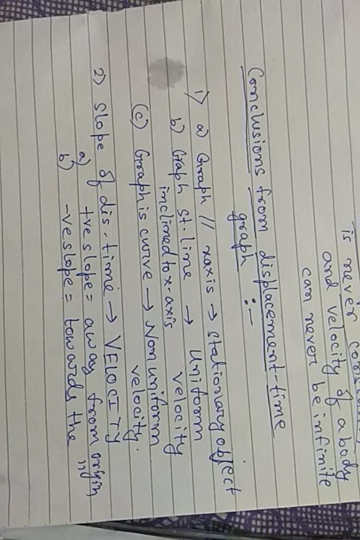 is never
and velocity of a body
can never be infinite
Conclusions from displacement-time
graph :-
1) a) Graph // xaxis → stationary object
b) Graph st. line → Uniform
inclined to x-axis velocity
(c) Graph is curve → Non uniform
velocity.
2) Slope of dis-time → VELOCITY
a) +ve slope = away from origin
b) -ve slope = towards the "